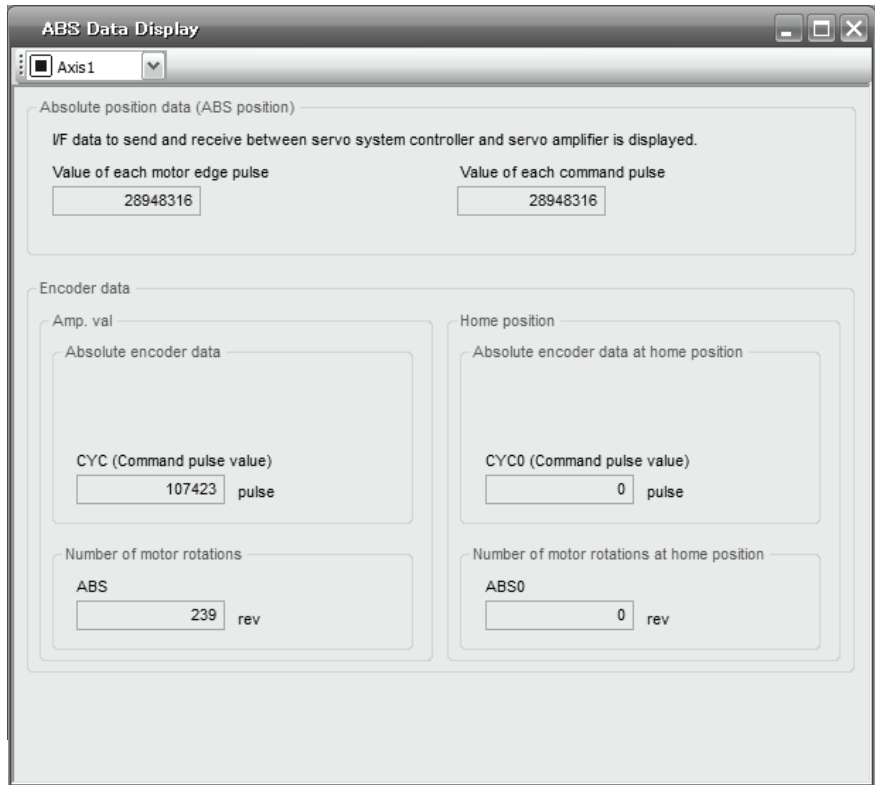 ABS Data Display
Axis1
Absolute position data (ABS position)
I/F data to send and receive between servo system controller and servo amplifier is displayed.
Value of each motor edge pulse Value of each command pulse
28948316 28948316
Encoder data
Amp. val Home position
Absolute encoder data Absolute encoder data at home position
CYC (Command pulse value) CYC0 (Command pulse value)
107423 pulse 0 pulse
Number of motor rotations Number of motor rotations at home position
ABS ABS0
239 rev 0 rev